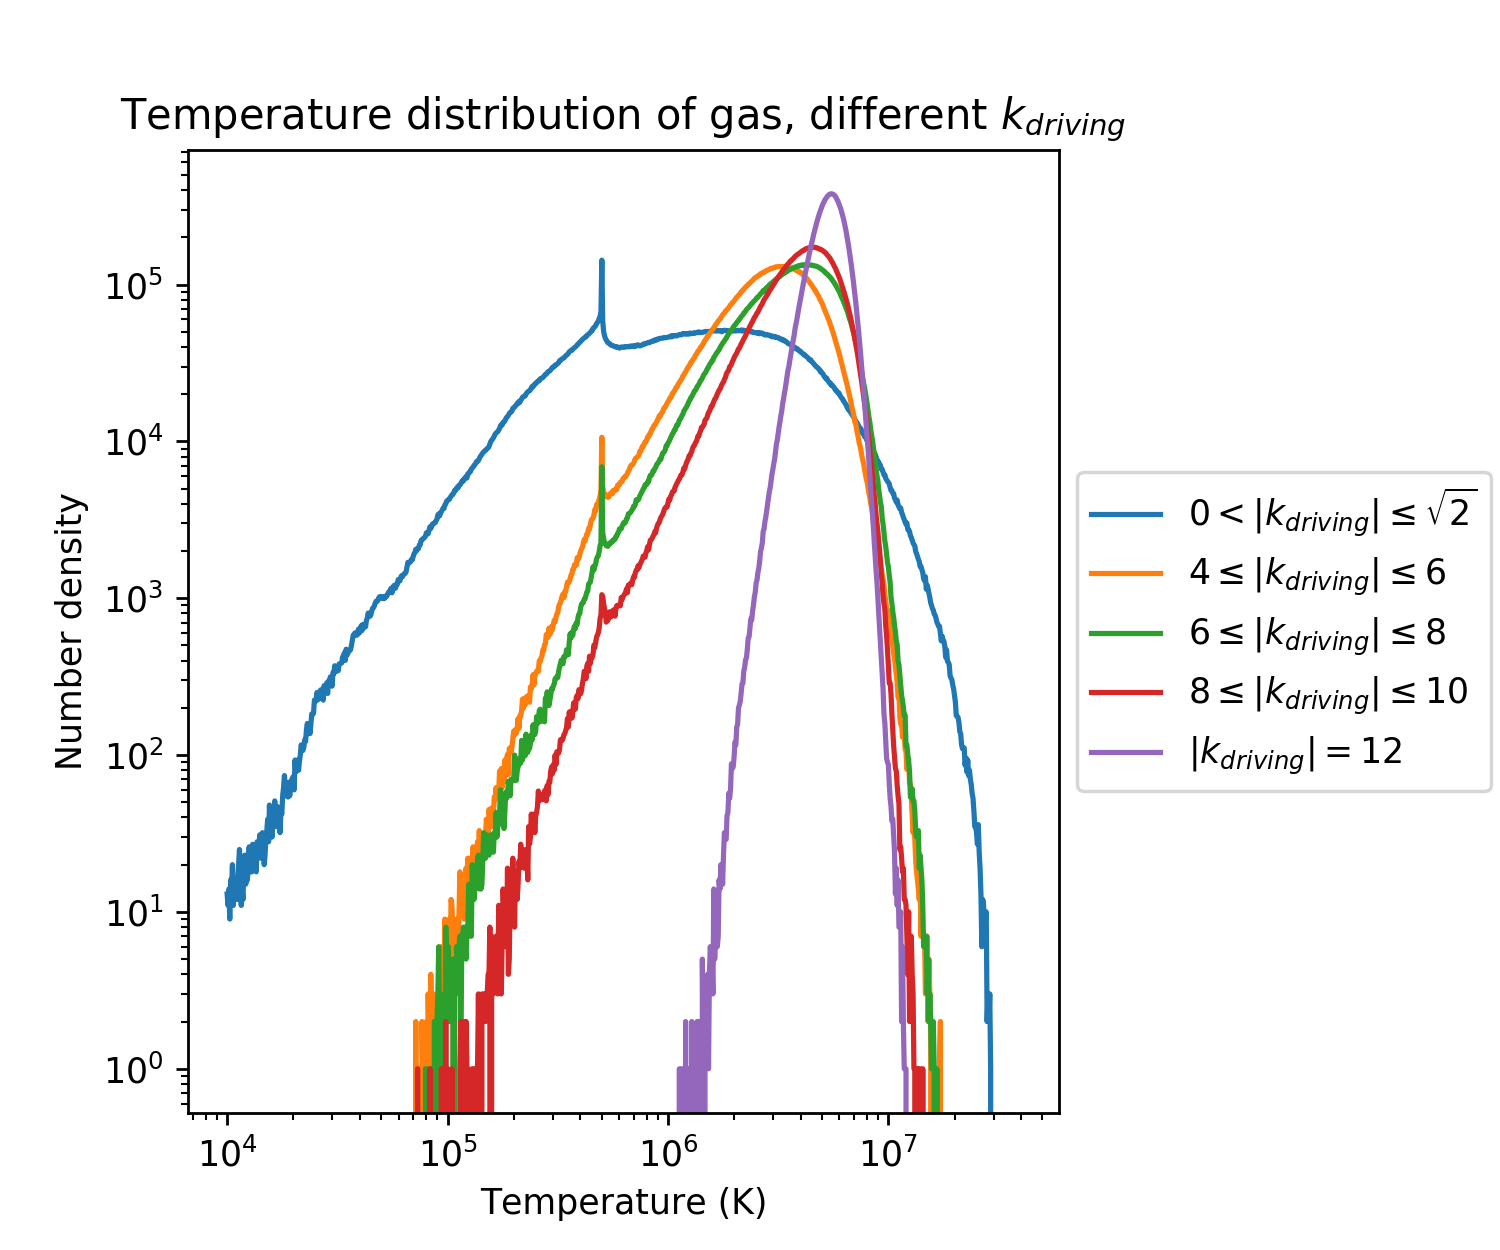 Temperature distribution of gas, different k_driving
Number density
10^5
10^4
10^3
10^2
10^1
10^0
10^4 10^5 10^6 10^7
Temperature (K)
0 < |k_driving| ≤ √2
4 ≤ |k_driving| ≤ 6
6 ≤ |k_driving| ≤ 8
8 ≤ |k_driving| ≤ 10
|k_driving| = 12